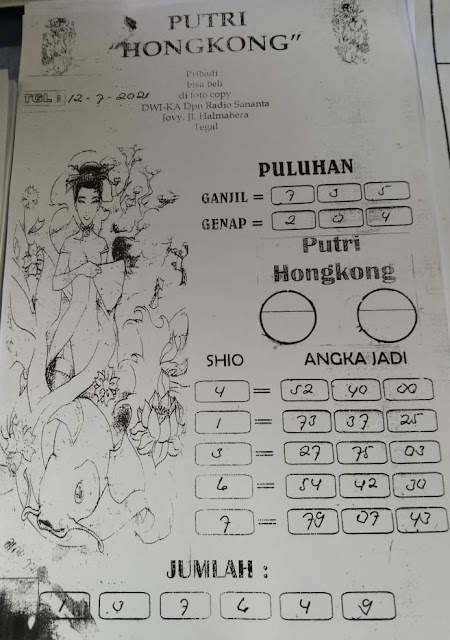 PUTRI
"HONGKONG"
Pribadi
bisa beli
di foto copy
DWI-KA Dpn Radio Sananta
Jovy, Jl. Halmahera
Tegal
TGL : 12-7-2021
PULUHAN
GANJIL = 7 3 5
GENAP = 2 0 4
Putri
Hongkong
SHIO ANGKA JADI
4 = 52 40 00
1 = 73 37 25
3 = 27 75 03
6 = 54 42 30
7 = 79 07 43
JUMLAH :
1 3 7 6 4 9